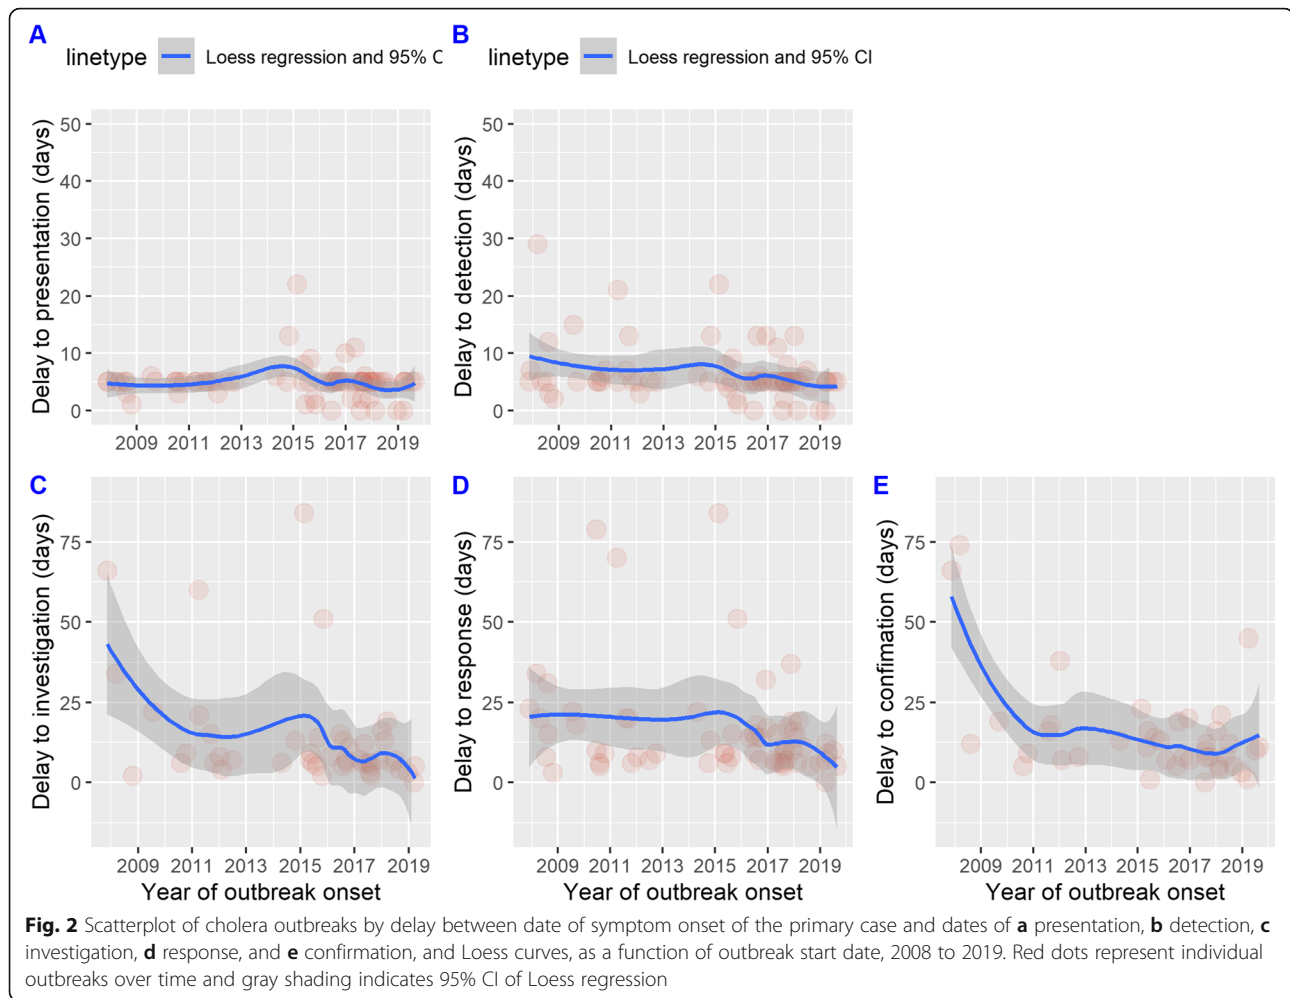 A
linetype Loess regression and 95% C
B
linetype Loess regression and 95% CI
Delay to presentation (days)
50
40
30
20
10
0
2009 2011 2013 2015 2017 2019
Delay to detection (days)
50
40
30
20
10
0
2009 2011 2013 2015 2017 2019
C
Delay to investigation (days)
75
50
25
0
2009 2011 2013 2015 2017 2019
Year of outbreak onset
D
Delay to response (days)
75
50
25
0
2009 2011 2013 2015 2017 2019
Year of outbreak onset
E
Delay to confimation (days)
75
50
25
0
2009 2011 2013 2015 2017 2019
Year of outbreak onset
Fig. 2 Scatterplot of cholera outbreaks by delay between date of symptom onset of the primary case and dates of a presentation, b detection, c
investigation, d response, and e confirmation, and Loess curves, as a function of outbreak start date, 2008 to 2019. Red dots represent individual
outbreaks over time and gray shading indicates 95% CI of Loess regression